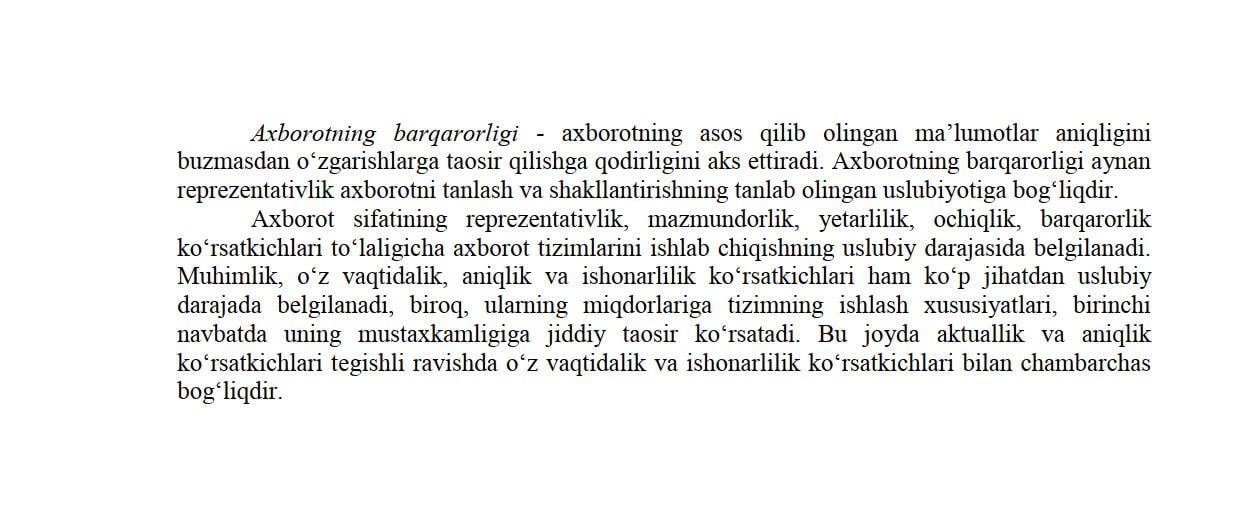 Axborotning barqarorligi - axborotning asos qilib olingan ma’lumotlar aniqligini
buzmasdan o‘zgarishlarga taosir qilishga qodirligini aks ettiradi. Axborotning barqarorligi aynan
reprezentativlik axborotni tanlash va shakllantirishning tanlab olingan uslubiyotiga bog‘liqdir.
Axborot sifatining reprezentativlik, mazmundorlik, yetarlilik, ochiqlik, barqarorlik
ko‘rsatkichlari to‘laligicha axborot tizimlarini ishlab chiqishning uslubiy darajasida belgilanadi.
Muhimlik, o‘z vaqtidalik, aniqlik va ishonarlilik ko‘rsatkichlari ham ko‘p jihatdan uslubiy
darajada belgilanadi, biroq, ularning miqdorlariga tizimning ishlash xususiyatlari, birinchi
navbatda uning mustaxkamligiga jiddiy taosir ko‘rsatadi. Bu joyda aktuallik va aniqlik
ko‘rsatkichlari tegishli ravishda o‘z vaqtidalik va ishonarlilik ko‘rsatkichlari bilan chambarchas
bog‘liqdir.